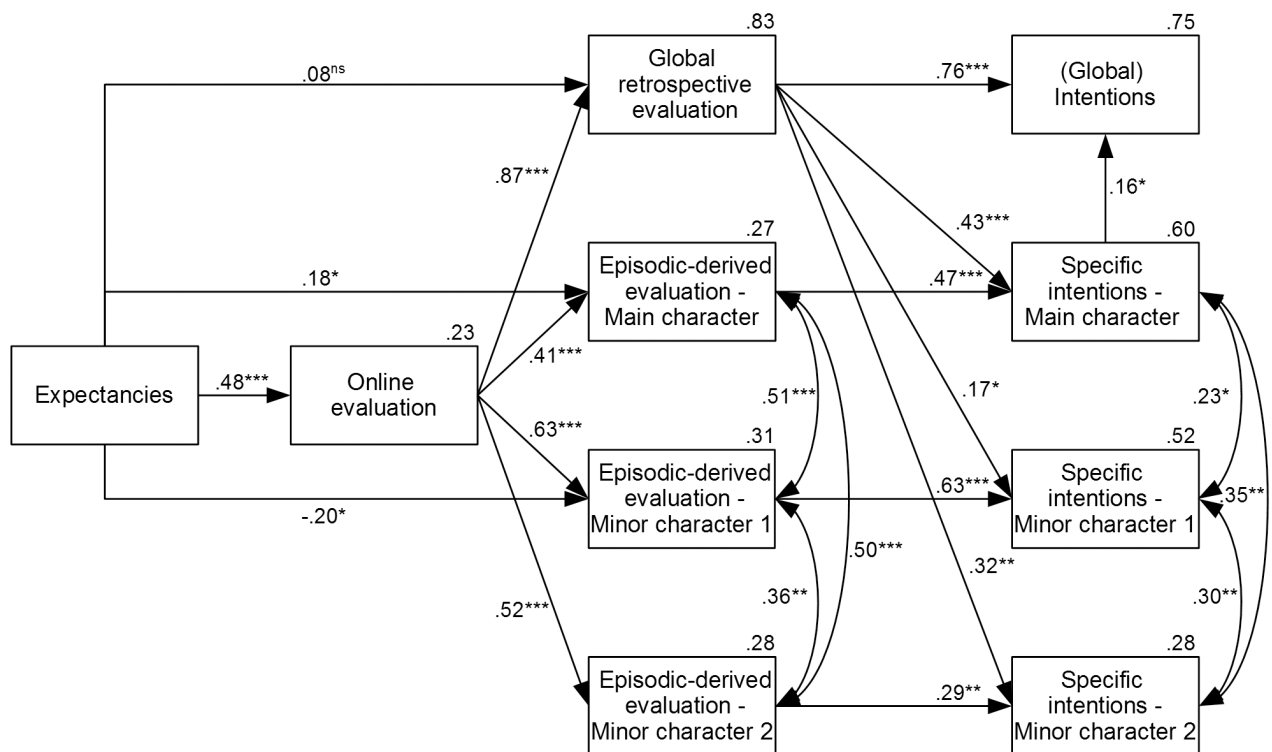 .83
.75
Global
retrospective
evaluation
(Global)
Intentions
.08ns
.76***
.87***
.16*
.43***
.27
.60
Episodic-derived
evaluation -
Main character
Specific
intentions -
Main character
.18*
.47***
.23
.41***
Expectancies
.48***
Online
evaluation
.51***
.17*
.23*
.63***
.31
.52
Episodic-derived
evaluation -
Minor character 1
Specific
intentions -
Minor character 1
.63***
.35**
-.20*
.50***
.32**
.36**
.30**
.52***
.28
.28
Episodic-derived
evaluation -
Minor character 2
Specific
intentions -
Minor character 2
.29**